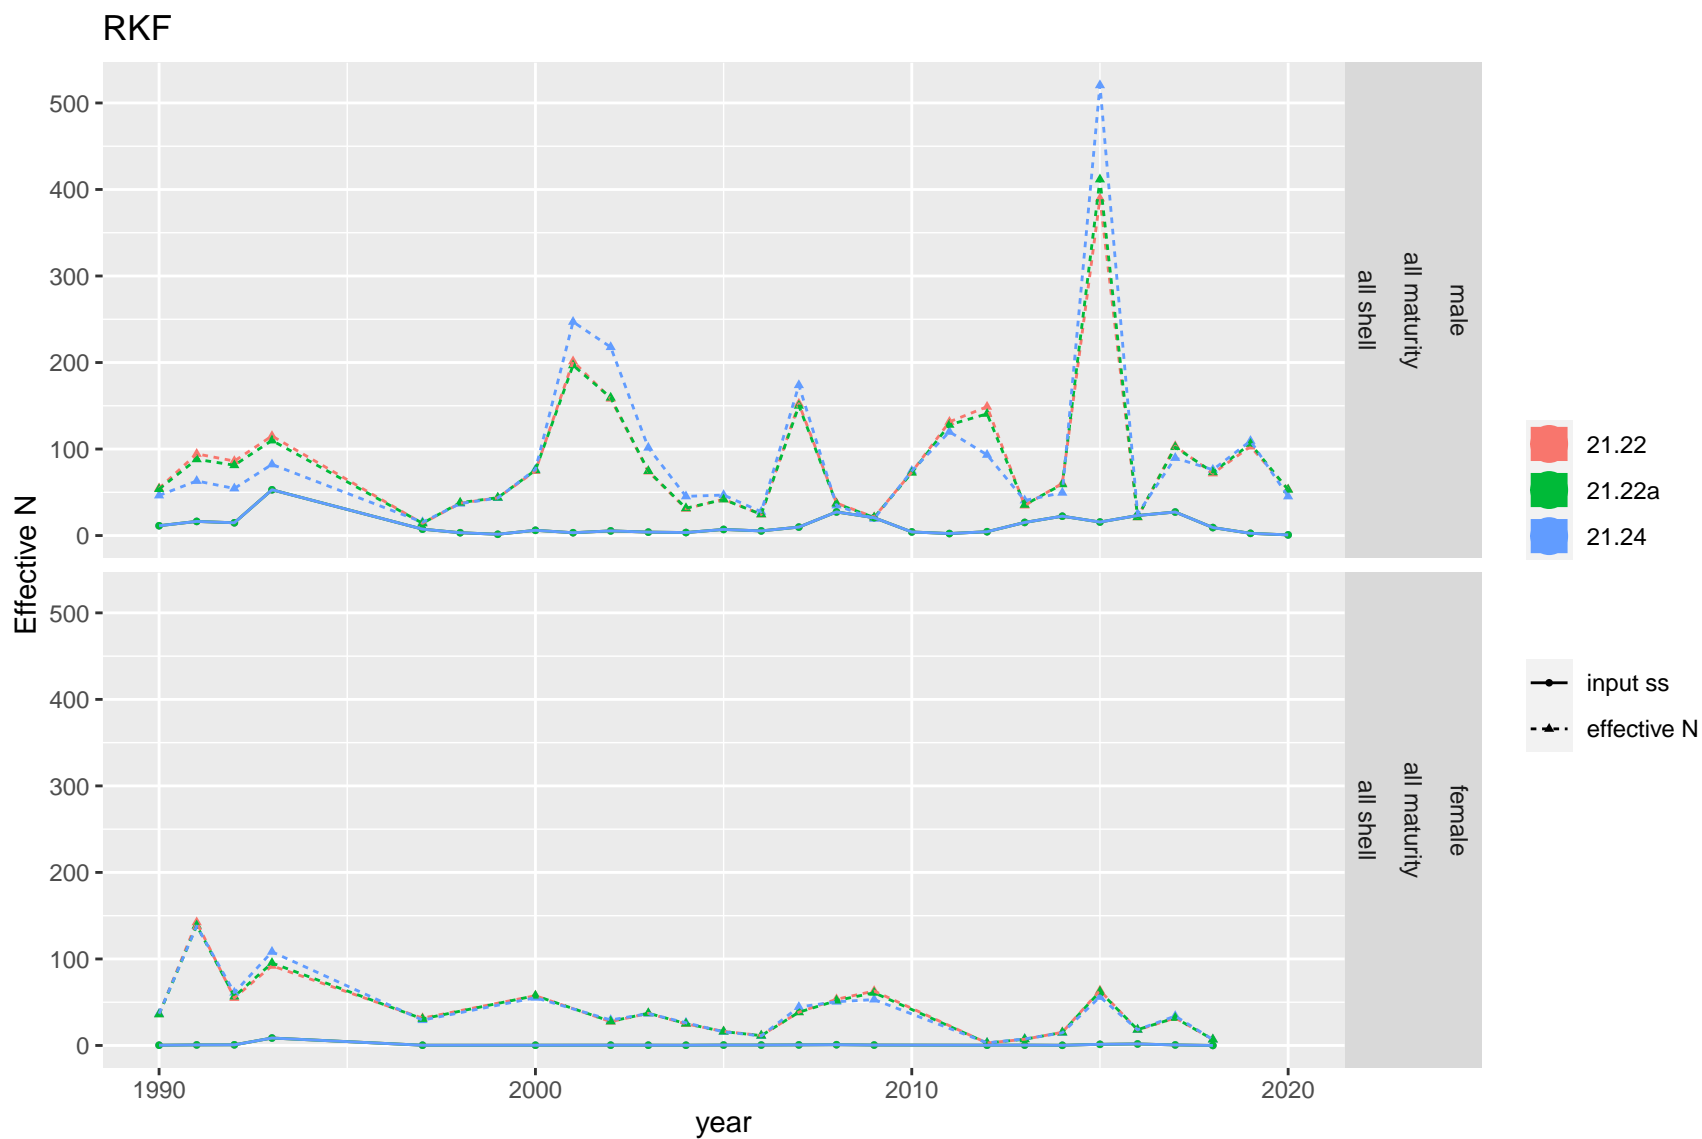 RKF
Effective N
500
400
300
200
100
0
all shell
all maturity
male
500
400
300
200
100
0
all shell
all maturity
female
1990
2000
2010
2020
year
21.22
21.22a
21.24
input ss
effective N